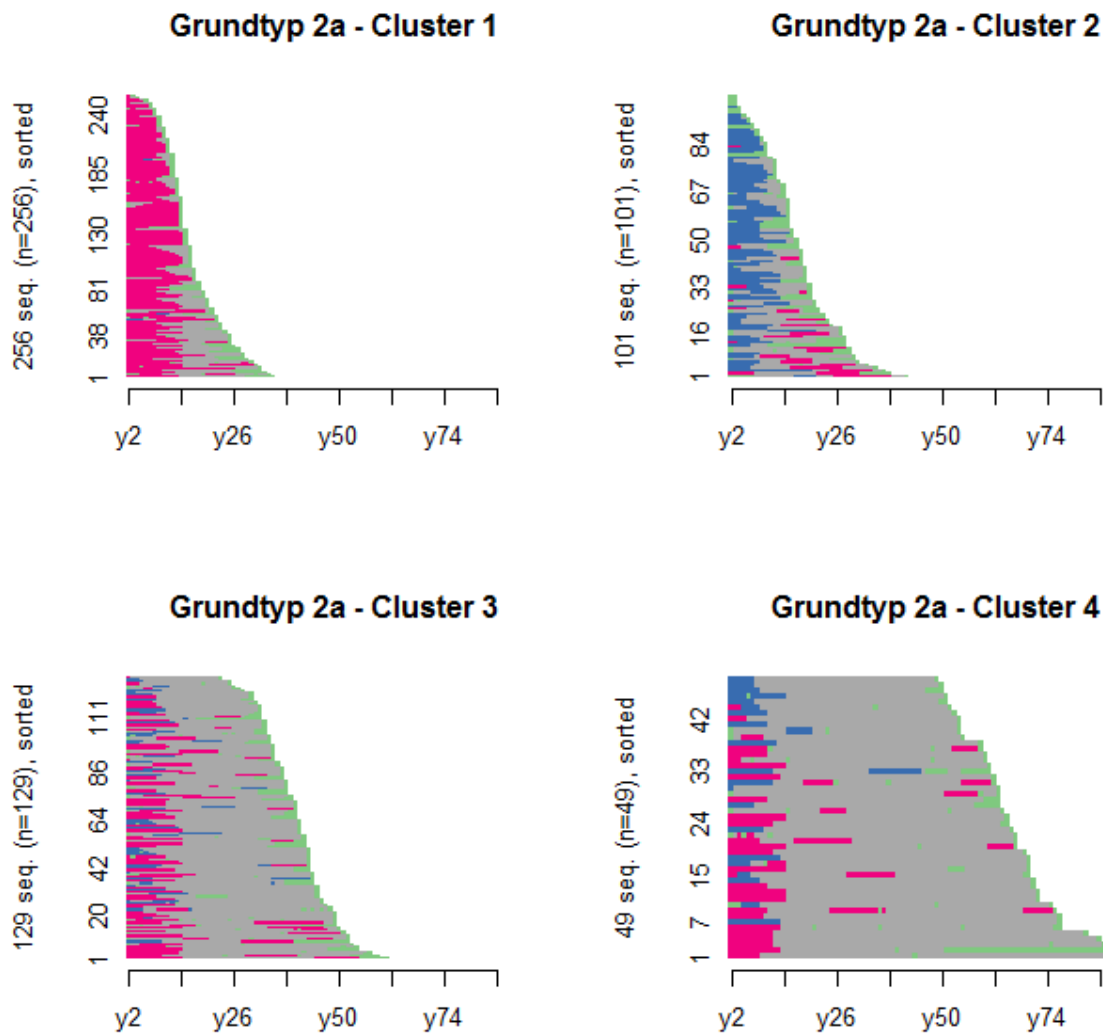 Grundtyp 2a - Cluster 1
256 seq. (n=256), sorted
240
185
130
81
38
1
y2 y26 y50 y74
Grundtyp 2a - Cluster 2
101 seq. (n=101), sorted
84
67
50
33
16
1
y2 y26 y50 y74
Grundtyp 2a - Cluster 3
129 seq. (n=129), sorted
111
86
64
42
20
1
y2 y26 y50 y74
Grundtyp 2a - Cluster 4
49 seq. (n=49), sorted
42
33
24
15
7
1
y2 y26 y50 y74